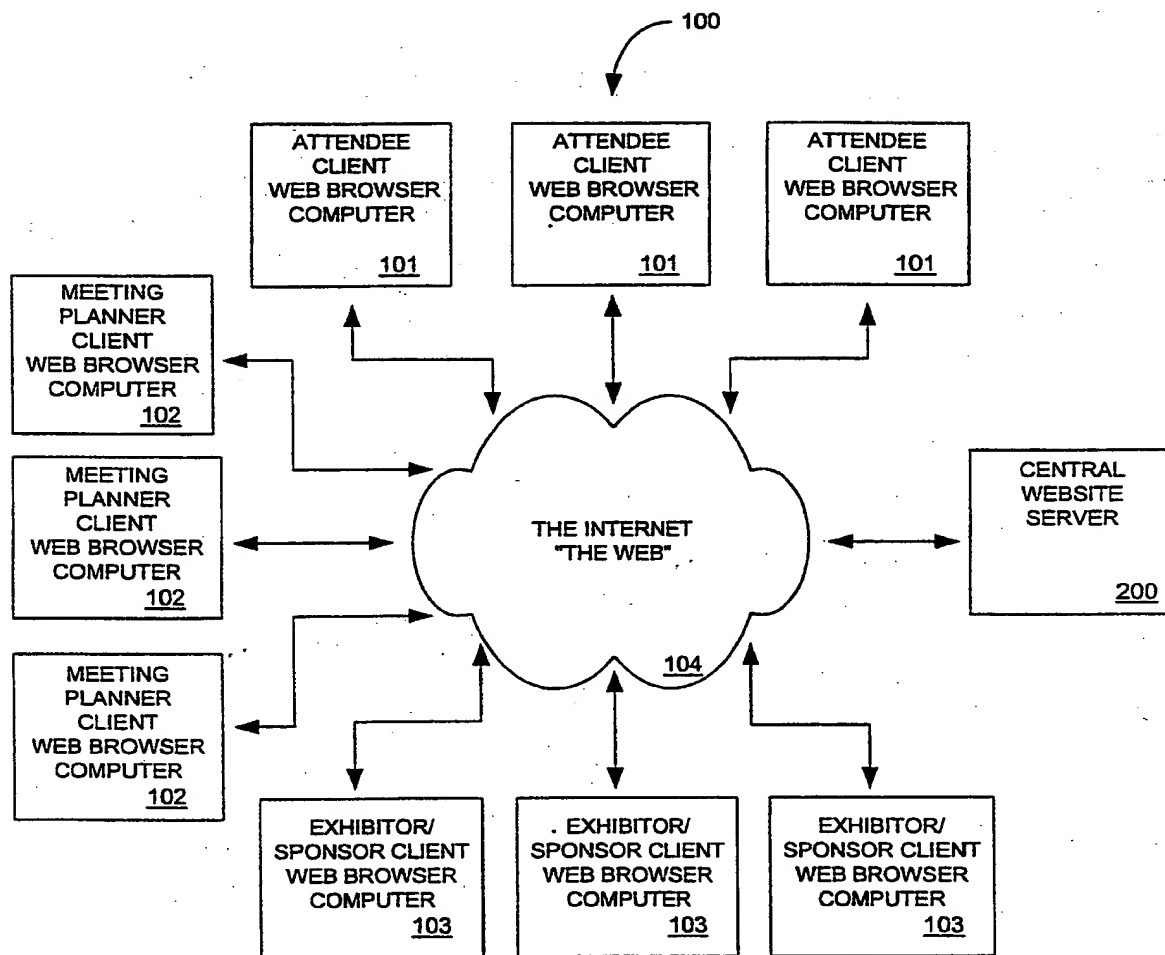 100
ATTENDEE
CLIENT
WEB BROWSER
COMPUTER
101
ATTENDEE
CLIENT
WEB BROWSER
COMPUTER
101
ATTENDEE
CLIENT
WEB BROWSER
COMPUTER
101
MEETING
PLANNER
CLIENT
WEB BROWSER
COMPUTER
102
MEETING
PLANNER
CLIENT
WEB BROWSER
COMPUTER
102
MEETING
PLANNER
CLIENT
WEB BROWSER
COMPUTER
102
THE INTERNET
"THE WEB"
104
CENTRAL
WEBSITE
SERVER
200
EXHIBITOR/
SPONSOR CLIENT
WEB BROWSER
COMPUTER
103
EXHIBITOR/
SPONSOR CLIENT
WEB BROWSER
COMPUTER
103
EXHIBITOR/
SPONSOR CLIENT
WEB BROWSER
COMPUTER
103